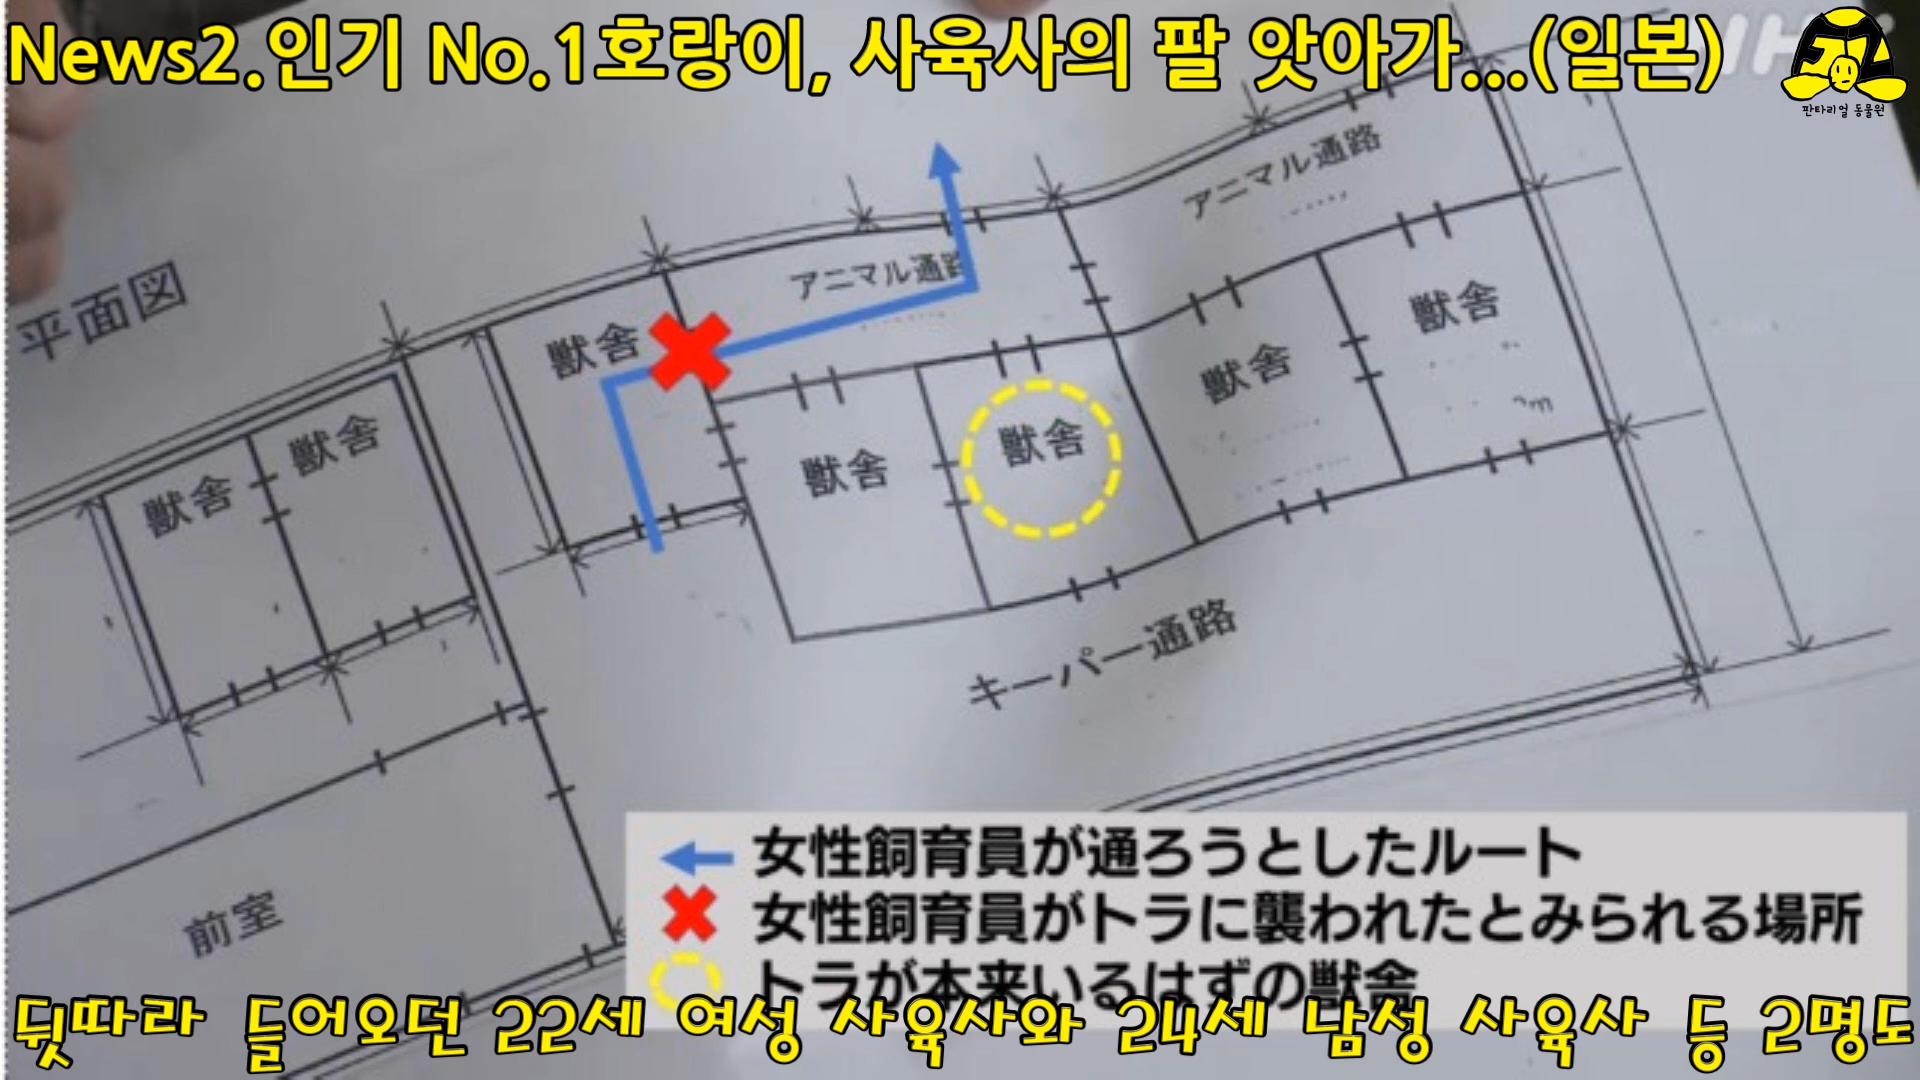 News2.인기 No.1호랑이, 사육사의 팔 앗아가...(일본)
판타리얼 동물원
アニマル通路
アニマル通路
平面図
獣舎
獣舎
獣舎
獣舎
獣舎
獣舎
獣舎
キーパー通路
前室
女性飼育員が通ろうとしたルート
女性飼育員がトラに襲われたとみられる場所
トラが本来いるはずの獣舎
뒷따라 들어오던 22세 여성 사육사와 24세 남성 사육사 등 2명도